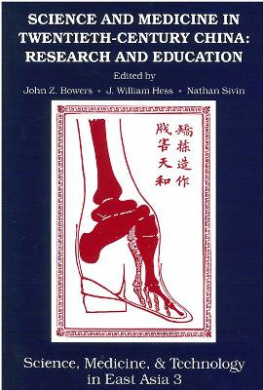 SCIENCE AND MEDICINE IN
TWENTIETH-CENTURY CHINA:
RESEARCH AND EDUCATION
Edited by
John Z. Bowers • J. William Hess • Nathan Sivin
矯揉造作
戕害天和
Science, Medicine, & Technology
in East Asia 3